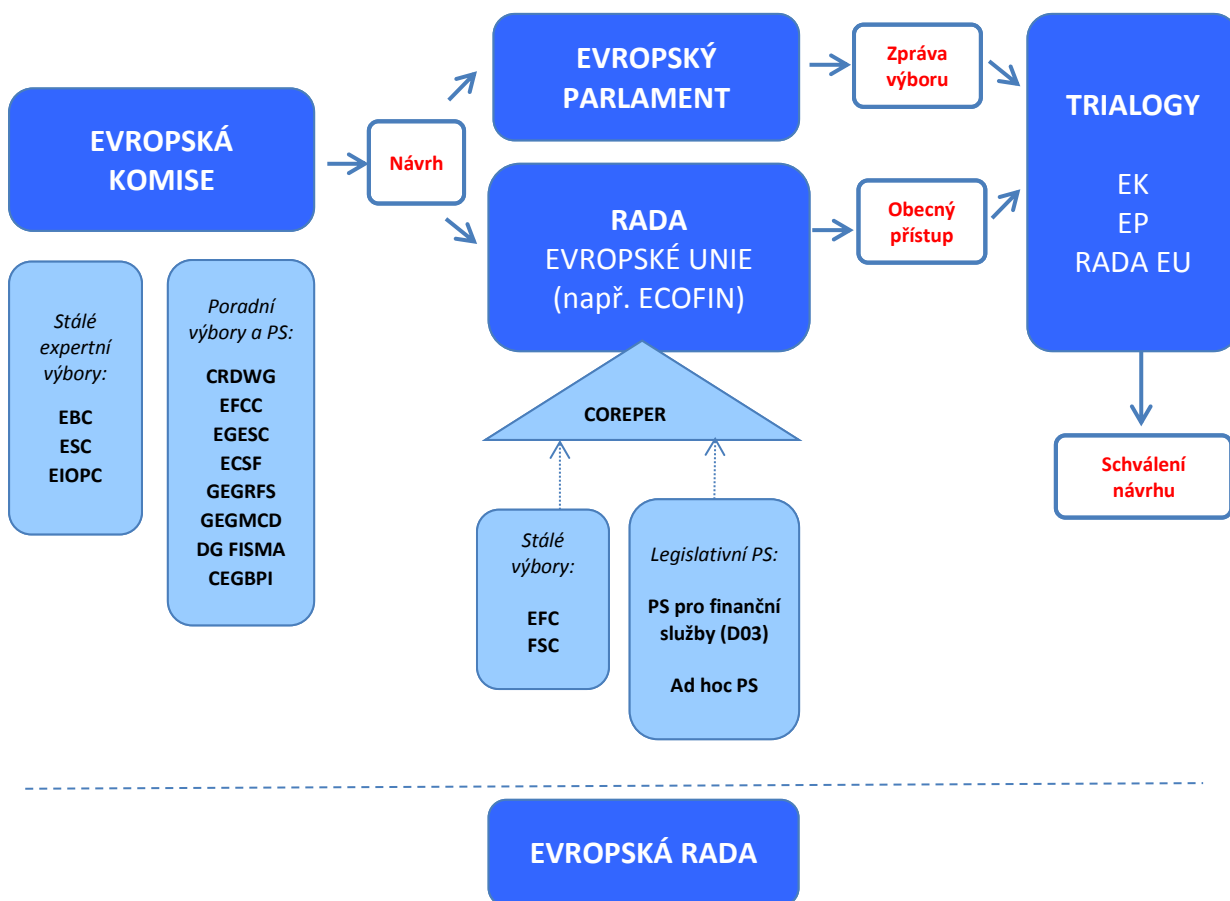 EVROPSKÁ
KOMISE
Návrh
EVROPSKÝ
PARLAMENT
Zpráva
výboru
RADA
EVROPSKÉ UNIE
(např. ECOFIN)
Obecný
přístup
TRIALOGY
EK
EP
RADA EU
Schválení
návrhu
Stálé
expertní
výbory:
EBC
ESC
EIOPC
Poradní
výbory a PS:
CRDWG
EFCC
EGESC
ECSF
GEGRFS
GEGMCD
DG FISMA
CEGBPI
COREPER
Stálé
výbory:
EFC
FSC
Legislativní PS:
PS pro finanční
služby (D03)
Ad hoc PS
EVROPSKÁ RADA